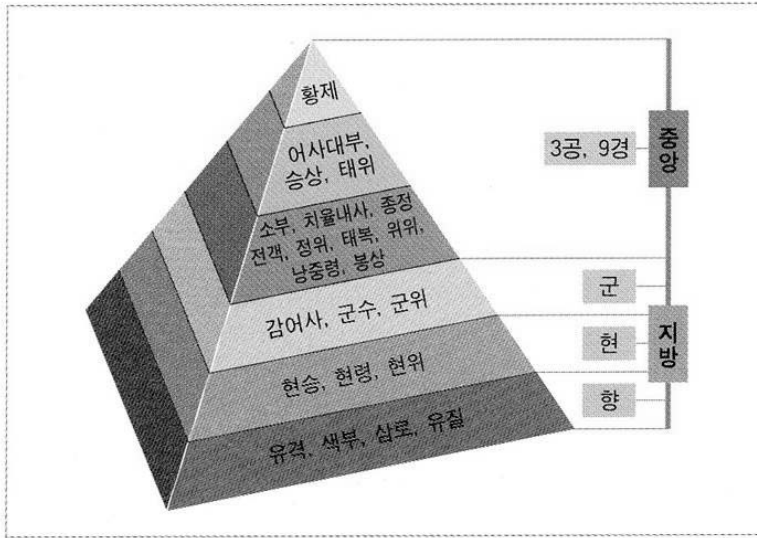 황제
어사대부,
승상, 태위
소부, 치율내사, 종정
전객, 정위, 태복, 위위,
낭중령, 봉상
감어사, 군수, 군위
현승, 현령, 현위
유격, 색부, 삼로, 유질
3공, 9경
중앙
군
현
향
지방